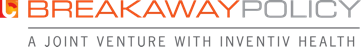 BREAKAWAYPOLICY
A JOINT VENTURE WITH INVENTIV HEALTH